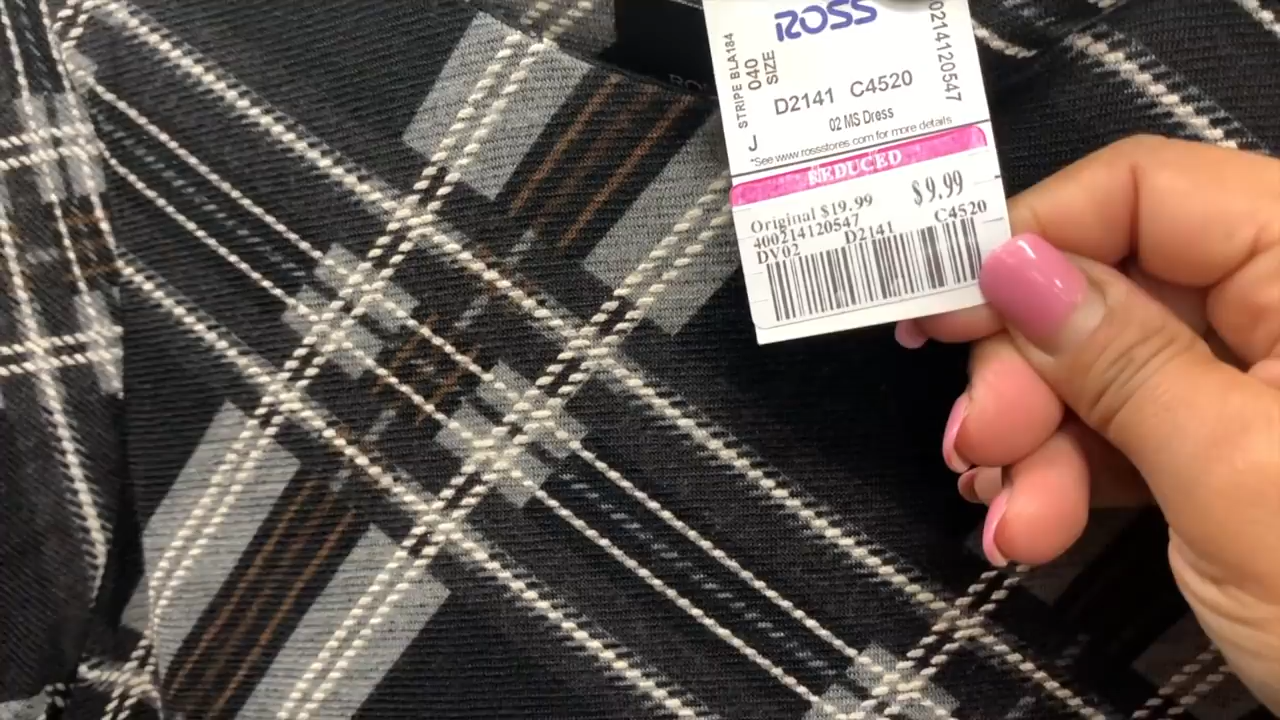 ROSS
STRIPE BLA184
040
SIZE
J
D2141 C4520
02 MS Dress
*See www.rossstores.com for more details
REDUCED
$9.99
Original $19.99
400214120547
C4520
DV02 D2141
0214120547